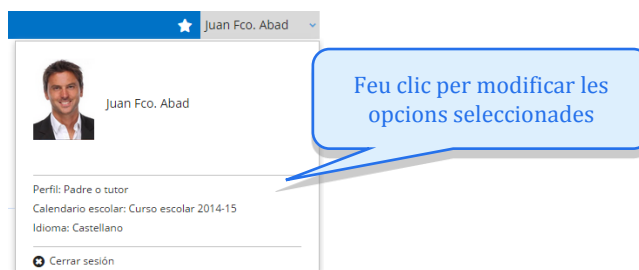 Juan Fco. Abad
Juan Fco. Abad
Feu clic per modificar les
opcions seleccionades
Perfil: Padre o tutor
Calendario escolar: Curso escolar 2014-15
Idioma: Castellano
Cerrar sesión